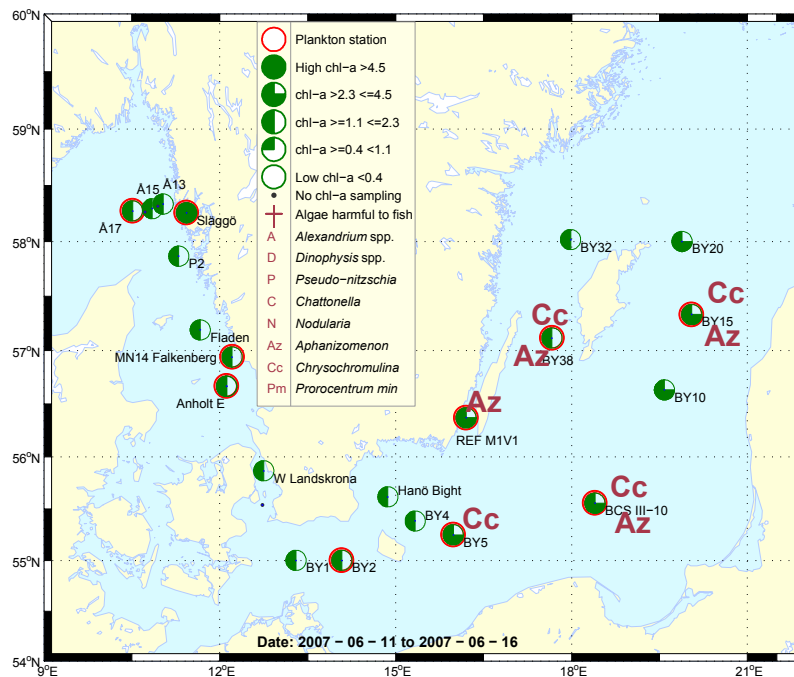 60°N
59°N
58°N
57°N
56°N
55°N
54°N
9°E
12°E
15°E
18°E
21°E
Plankton station
High chl-a >4.5
chl-a >2.3 <=4.5
chl-a >=1.1 <=2.3
chl-a >=0.4 <1.1
Low chl-a <0.4
No chl-a sampling
Algae harmful to fish
A Alexandrium spp.
D Dinophysis spp.
P Pseudo-nitzschia
C Chattonella
N Nodularia
Az Aphanizomenon
Cc Chrysochromulina
Pm Prorocentrum min
Å15
Å13
Släggö
Å17
P2
Fladen
MN14 Falkenberg
Anholt E
W Landskrona
Hanö Bight
BY4
BY1
BY2
Cc
BY5
Az
REF M1V1
BY32
BY20
Cc
Az
BY38
Cc
BY15
Az
BY10
Cc
BCS III-10
Az
Date: 2007 - 06 - 11 to 2007 - 06 - 16